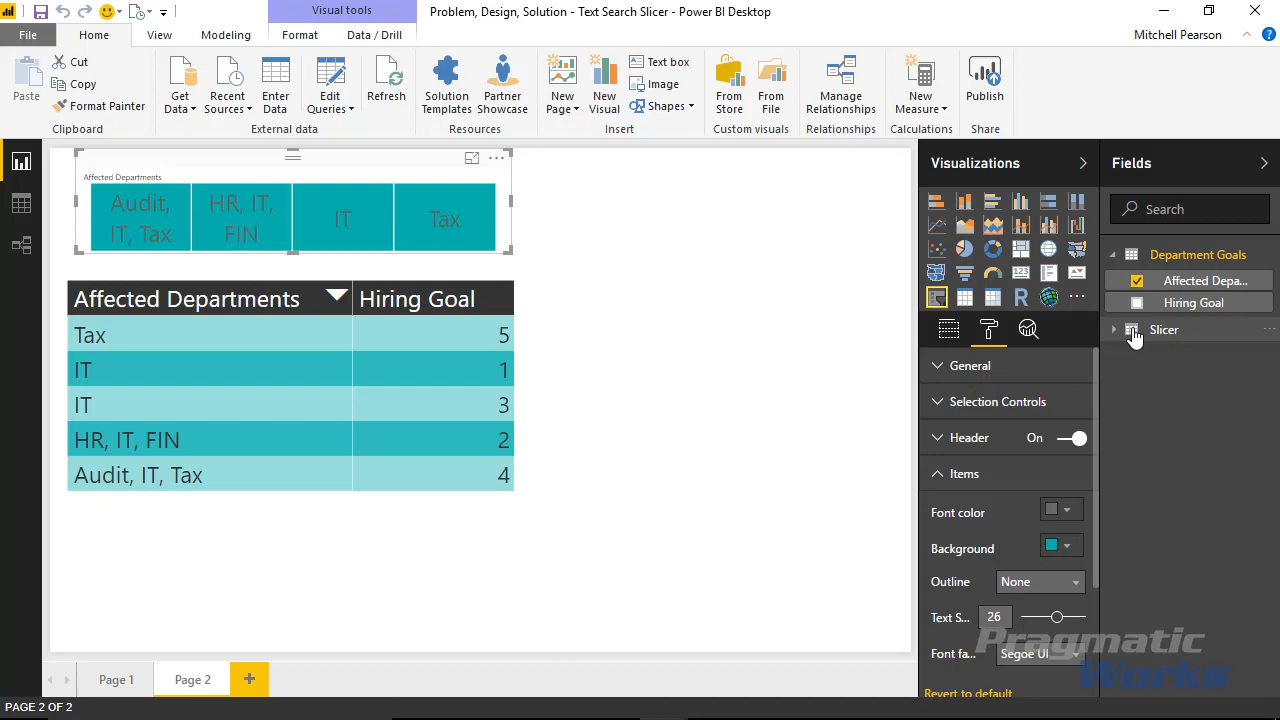 Visual tools
Problem, Design, Solution - Text Search Slicer - Power BI Desktop
File
Home
View
Modeling
Format
Data / Drill
Mitchell Pearson
Paste
Cut
Copy
Format Painter
Clipboard
Get Data
Recent Sources
Enter Data
Edit Queries
Refresh
External data
Solution Templates
Partner Showcase
Resources
New Page
New Visual
Text box
Image
Shapes
Insert
From Store
From File
Custom visuals
Manage Relationships
Relationships
New Measure
Calculations
Publish
Share
Affected Departments
Audit, IT, Tax
HR, IT, FIN
IT
Tax
Affected Departments Hiring Goal
Tax 5
IT 1
IT 3
HR, IT, FIN 2
Audit, IT, Tax 4
Visualizations
General
Selection Controls
Header On
Items
Font color
Background
Outline None
Text S... 26
Font fa... Segoe UI
Revert to default
Fields
Search
Department Goals
Affected Depa...
Hiring Goal
Slicer
Pragmatic
Works
Page 1
Page 2
PAGE 2 OF 2